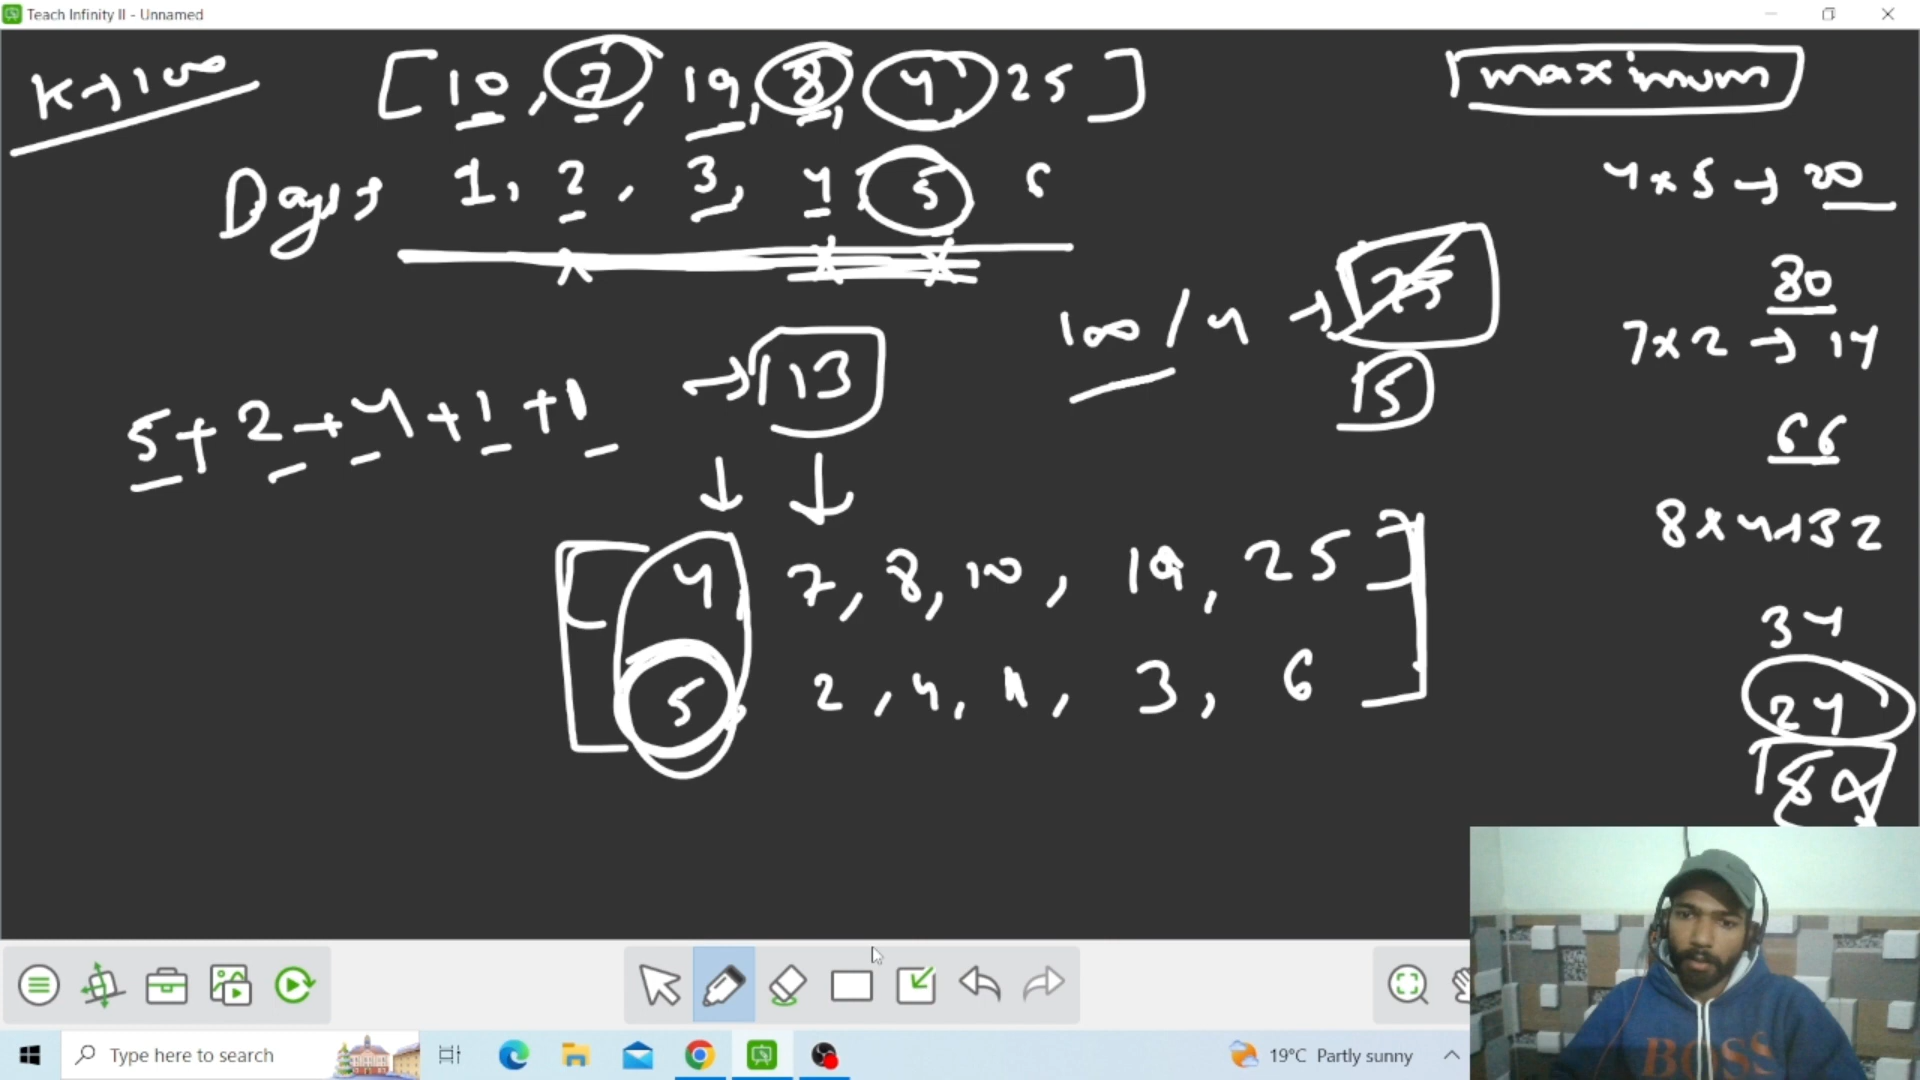 Teach Infinity II - Unnamed
K→100
[10, 7, 19, 8, 4, 25]
maximum
Days 1, 2, 3, 4 5 6
4×5→20
80
100/4→25
7×2→14
→13
15
5+2+4+1+1
66
8×4→32
[4 7, 8, 10, 19, 25]
34
5 2, 4, 1, 3, 6
24
Type here to search
19°C Partly sunny
BOSS